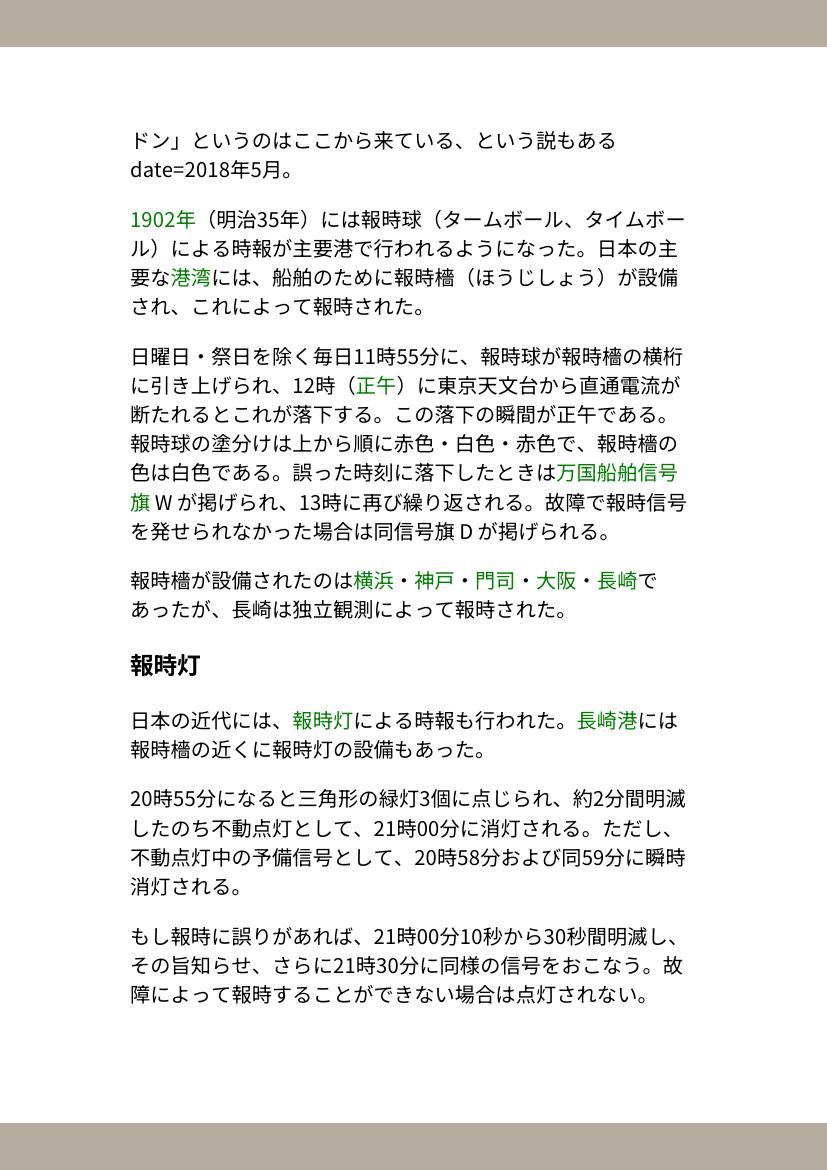 ドン」というのはここから来ている、という説もある
date=2018年5月。
1902年（明治35年）には報時球（タームボール、タイムボー
ル）による時報が主要港で行われるようになった。日本の主
要な港湾には、船舶のために報時檣（ほうじしょう）が設備
され、これによって報時された。
日曜日・祭日を除く毎日11時55分に、報時球が報時檣の横桁
に引き上げられ、12時（正午）に東京天文台から直通電流が
断たれるとこれが落下する。この落下の瞬間が正午である。
報時球の塗分けは上から順に赤色・白色・赤色で、報時檣の
色は白色である。誤った時刻に落下したときは万国船舶信号
旗 W が掲げられ、13時に再び繰り返される。故障で報時信号
を発せられなかった場合は同信号旗 D が掲げられる。
報時檣が設備されたのは横浜・神戸・門司・大阪・長崎で
あったが、長崎は独立観測によって報時された。
報時灯
日本の近代には、報時灯による時報も行われた。長崎港には
報時檣の近くに報時灯の設備もあった。
20時55分になると三角形の緑灯3個に点じられ、約2分間明滅
したのち不動点灯として、21時00分に消灯される。ただし、
不動点灯中の予備信号として、20時58分および同59分に瞬時
消灯される。
もし報時に誤りがあれば、21時00分10秒から30秒間明滅し、
その旨知らせ、さらに21時30分に同様の信号をおこなう。故
障によって報時することができない場合は点灯されない。